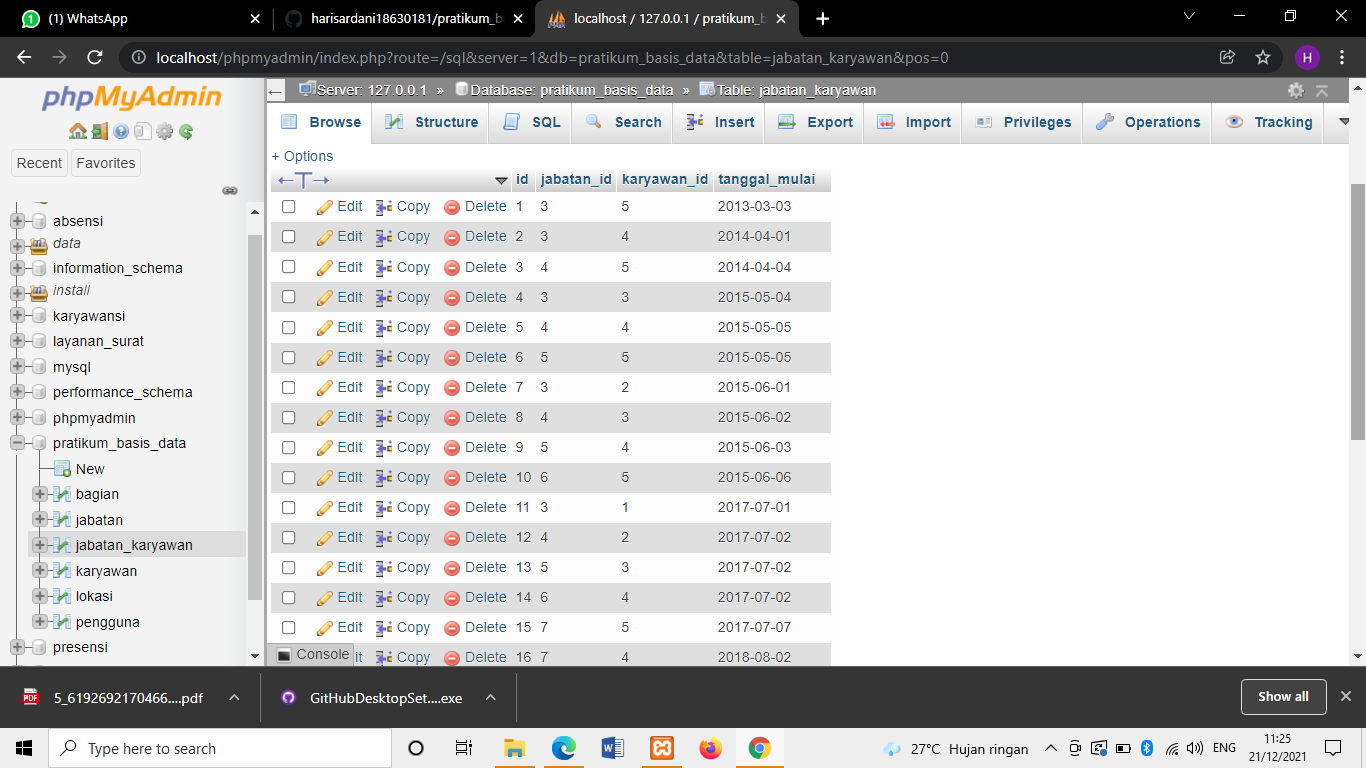 (1) WhatsApp
harisardani18630181/pratikum_b
localhost / 127.0.0.1 / pratikum_b
localhost/phpmyadmin/index.php?route=/sql&server=1&db=pratikum_basis_data&table=jabatan_karyawan&pos=0
H
phpMyAdmin
Recent
Favorites
absensi
data
information_schema
install
karyawansi
layanan_surat
mysql
performance_schema
phpmyadmin
pratikum_basis_data
New
bagian
jabatan
jabatan_karyawan
karyawan
lokasi
pengguna
presensi
Server: 127.0.0.1 » Database: pratikum_basis_data » Table: jabatan_karyawan
Browse Structure SQL Search Insert Export Import Privileges Operations Tracking
+ Options
id jabatan_id karyawan_id tanggal_mulai
Edit Copy Delete 1 3 5 2013-03-03
Edit Copy Delete 2 3 4 2014-04-01
Edit Copy Delete 3 4 5 2014-04-04
Edit Copy Delete 4 3 3 2015-05-04
Edit Copy Delete 5 4 4 2015-05-05
Edit Copy Delete 6 5 5 2015-05-05
Edit Copy Delete 7 3 2 2015-06-01
Edit Copy Delete 8 4 3 2015-06-02
Edit Copy Delete 9 5 4 2015-06-03
Edit Copy Delete 10 6 5 2015-06-06
Edit Copy Delete 11 3 1 2017-07-01
Edit Copy Delete 12 4 2 2017-07-02
Edit Copy Delete 13 5 3 2017-07-02
Edit Copy Delete 14 6 4 2017-07-02
Edit Copy Delete 15 7 5 2017-07-07
it Copy Delete 16 7 4 2018-08-02
Console
5_6192692170466....pdf
GitHubDesktopSet....exe
Show all
Type here to search
27°C Hujan ringan
ENG
11:25
21/12/2021